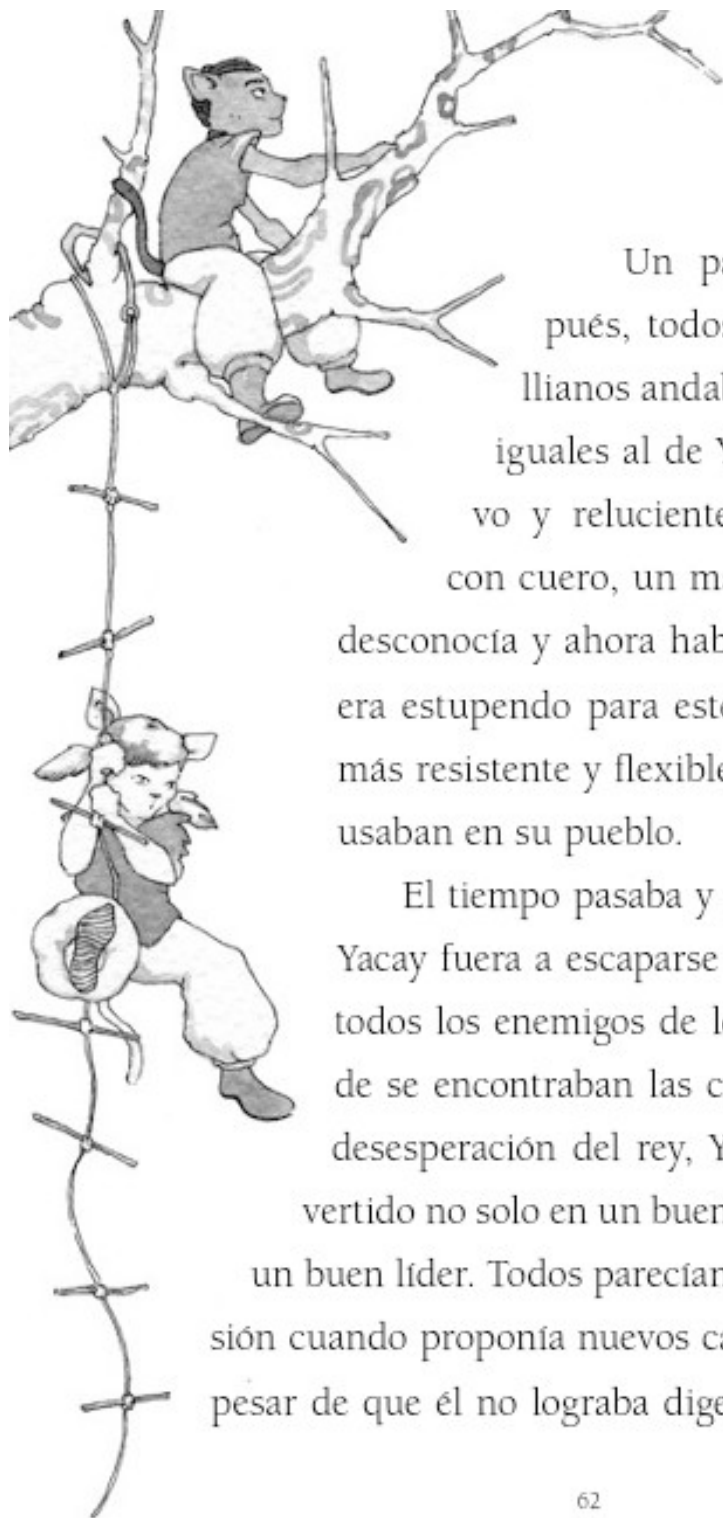 Un pa
pués, todos
llianos andal
iguales al de Y
vo y reluciente
con cuero, un m
desconocía y ahora hab
era estupendo para est
más resistente y flexible
usaban en su pueblo.
El tiempo pasaba y
Yacay fuera a escaparse
todos los enemigos de l
de se encontraban las c
desesperación del rey, Y
vertido no solo en un buen
un buen líder. Todos parecían
sión cuando proponía nuevos ca
pesar de que él no lograba dige
62